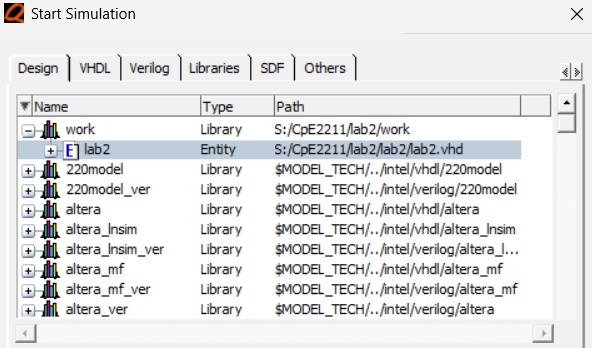 Start Simulation
Design VHDL Verilog Libraries SDF Others
Name Type Path
work Library S:/CpE2211/lab2/work
E lab2 Entity S:/CpE2211/lab2/lab2/lab2.vhd
220model Library $MODEL_TECH/../intel/vhdl/220model
220model_ver Library $MODEL_TECH/../intel/verilog/220model
altera Library $MODEL_TECH/../intel/vhdl/altera
altera_lnsim Library $MODEL_TECH/../intel/vhdl/altera_lnsim
altera_lnsim_ver Library $MODEL_TECH/../intel/verilog/altera_l...
altera_mf Library $MODEL_TECH/../intel/vhdl/altera_mf
altera_mf_ver Library $MODEL_TECH/../intel/verilog/altera_mf
altera_ver Library $MODEL_TECH/../intel/verilog/altera